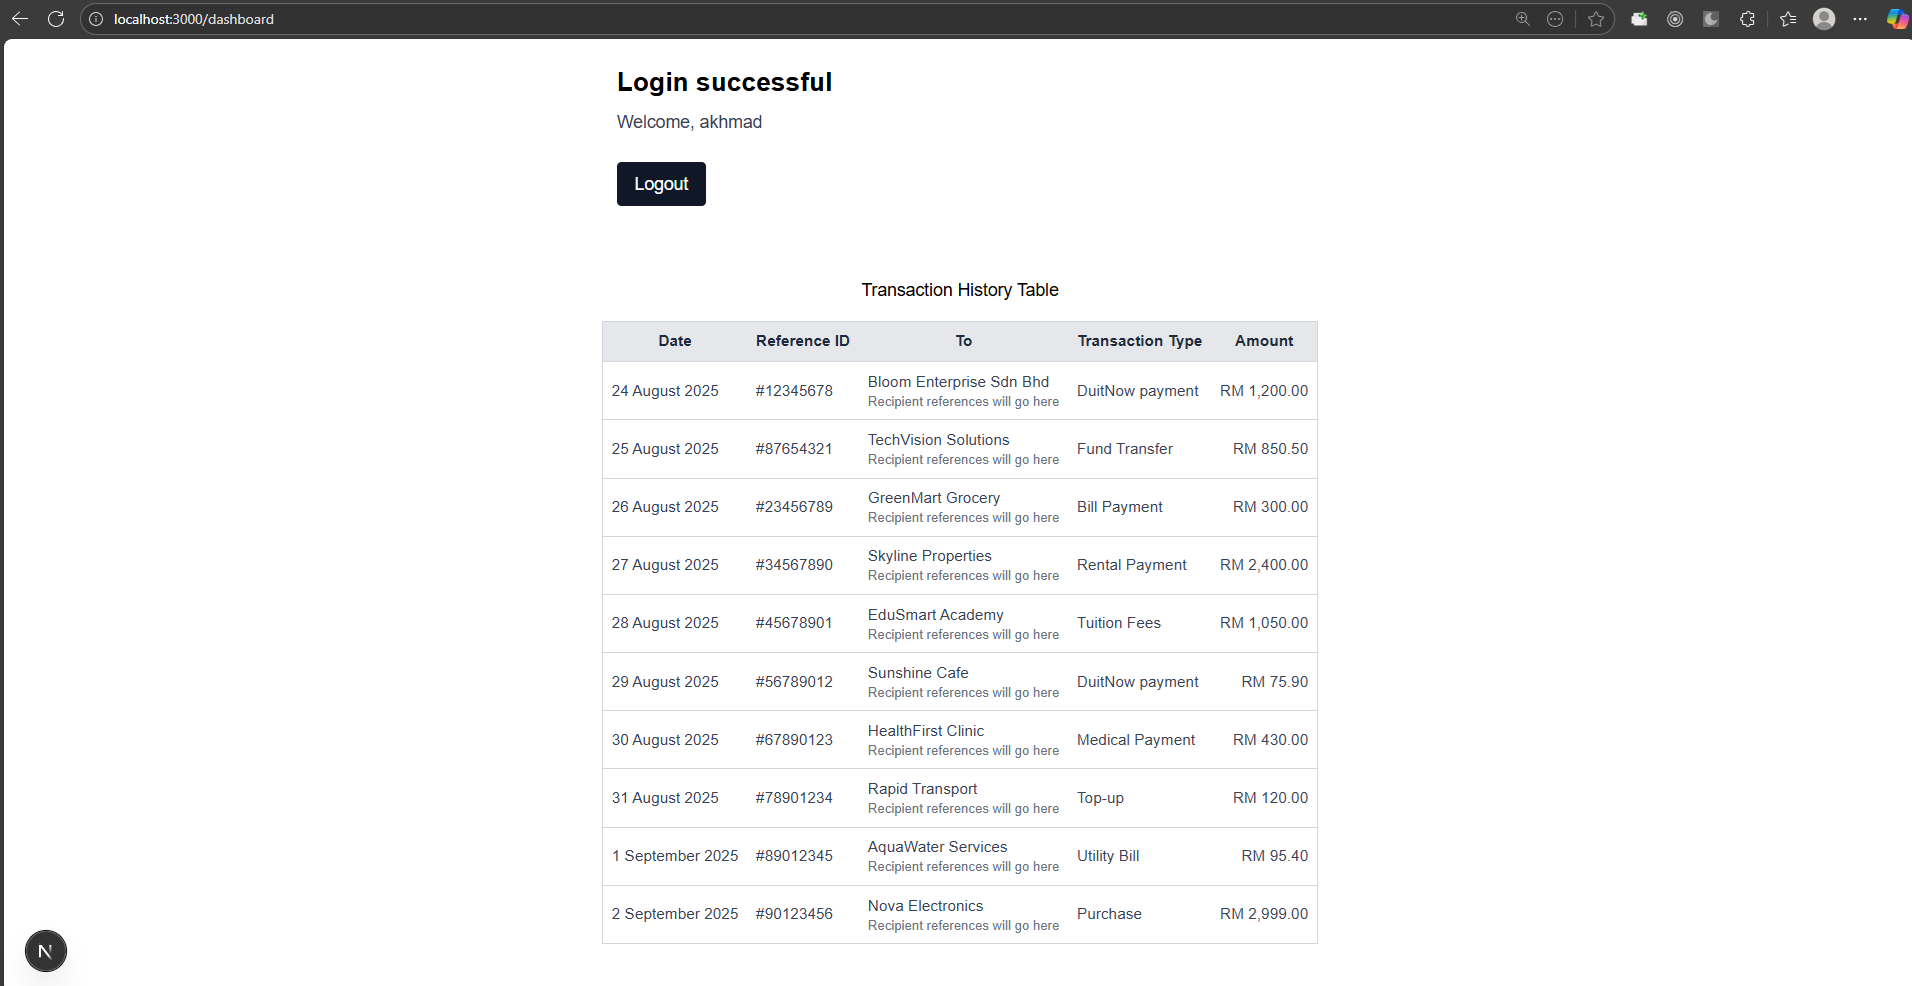 localhost:3000/dashboard
Login successful
Welcome, akhmad
Logout
Transaction History Table
Date Reference ID To Transaction Type Amount
24 August 2025 #12345678 Bloom Enterprise Sdn Bhd DuitNow payment RM 1,200.00
Recipient references will go here
25 August 2025 #87654321 TechVision Solutions Fund Transfer RM 850.50
Recipient references will go here
26 August 2025 #23456789 GreenMart Grocery Bill Payment RM 300.00
Recipient references will go here
27 August 2025 #34567890 Skyline Properties Rental Payment RM 2,400.00
Recipient references will go here
28 August 2025 #45678901 EduSmart Academy Tuition Fees RM 1,050.00
Recipient references will go here
29 August 2025 #56789012 Sunshine Cafe DuitNow payment RM 75.90
Recipient references will go here
30 August 2025 #67890123 HealthFirst Clinic Medical Payment RM 430.00
Recipient references will go here
31 August 2025 #78901234 Rapid Transport Top-up RM 120.00
Recipient references will go here
1 September 2025 #89012345 AquaWater Services Utility Bill RM 95.40
Recipient references will go here
2 September 2025 #90123456 Nova Electronics Purchase RM 2,999.00
Recipient references will go here
N